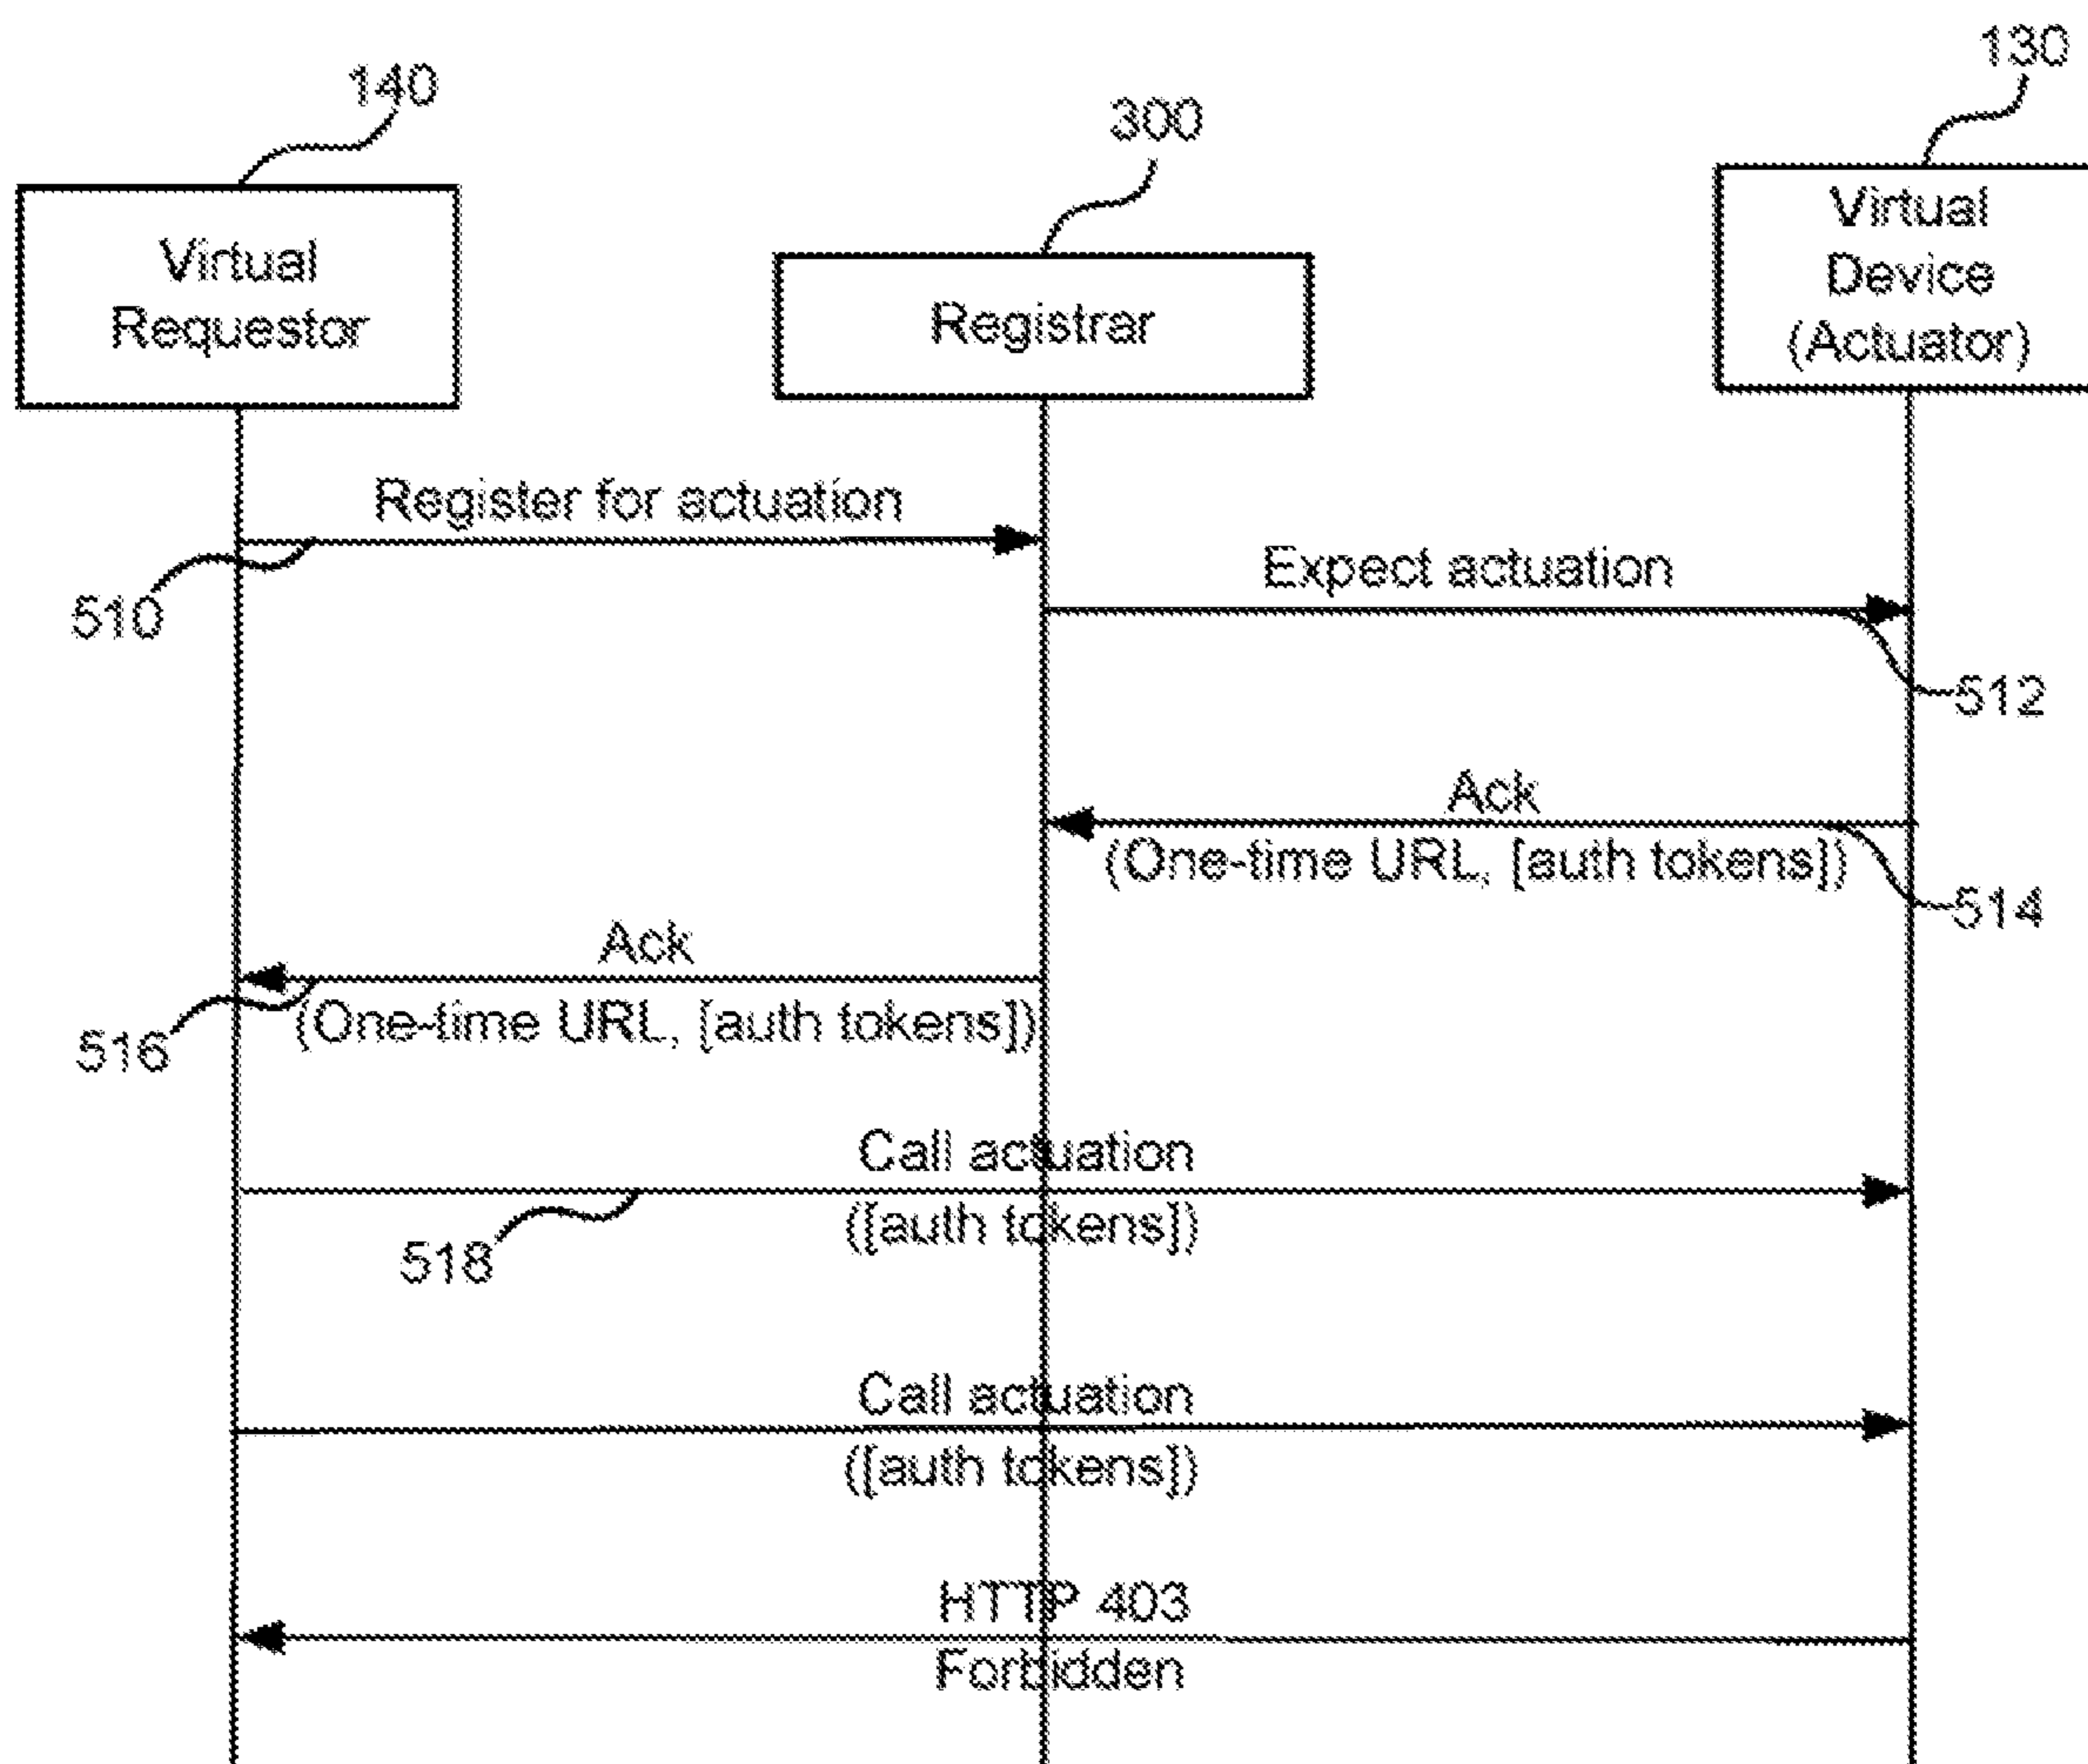 140
300
130
Virtual
Requestor
Registrar
Virtual
Device
(Actuator)
Register for actuation
510
Expect actuation
512
Ack
(One-time URL, [auth tokens])
514
Ack
(One-time URL, [auth tokens])
516
Call actuation
([auth tokens])
518
Call actuation
([auth tokens])
HTTP 403
Forbidden